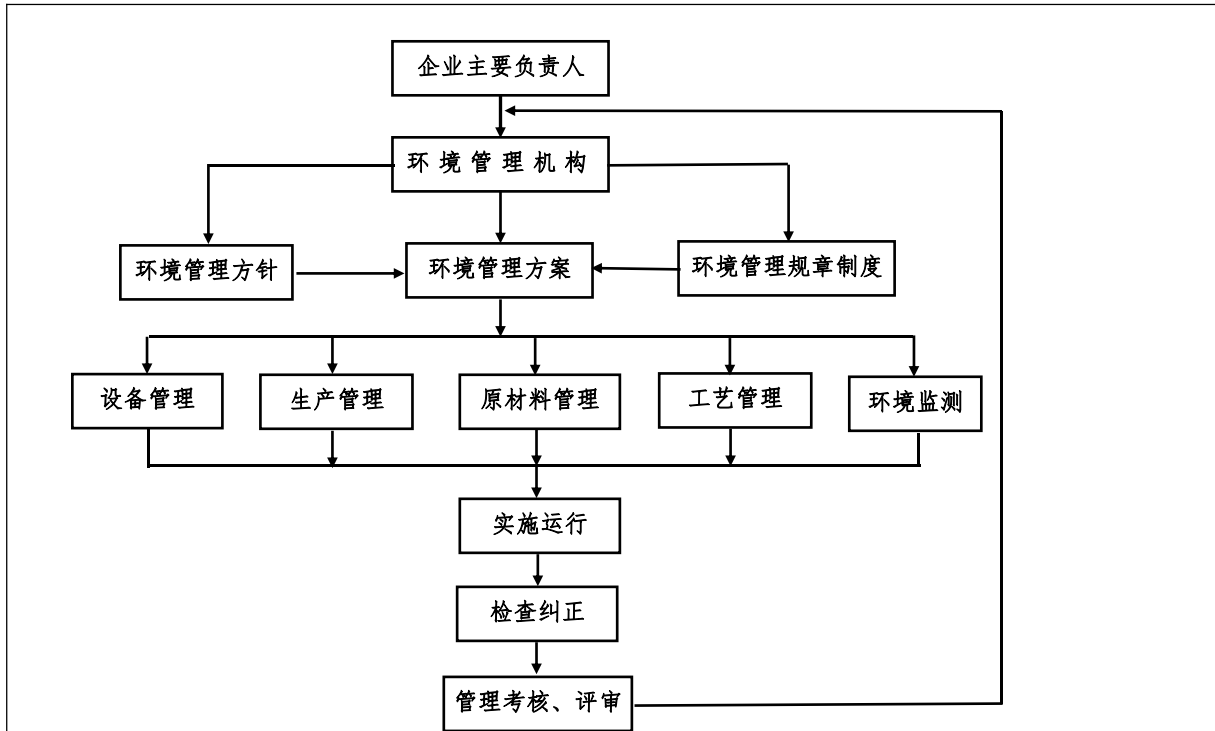 企业主要负责人
环境管理机构
环境管理方针
环境管理方案
环境管理规章制度
设备管理
生产管理
原材料管理
工艺管理
环境监测
实施运行
检查纠正
管理考核、评审